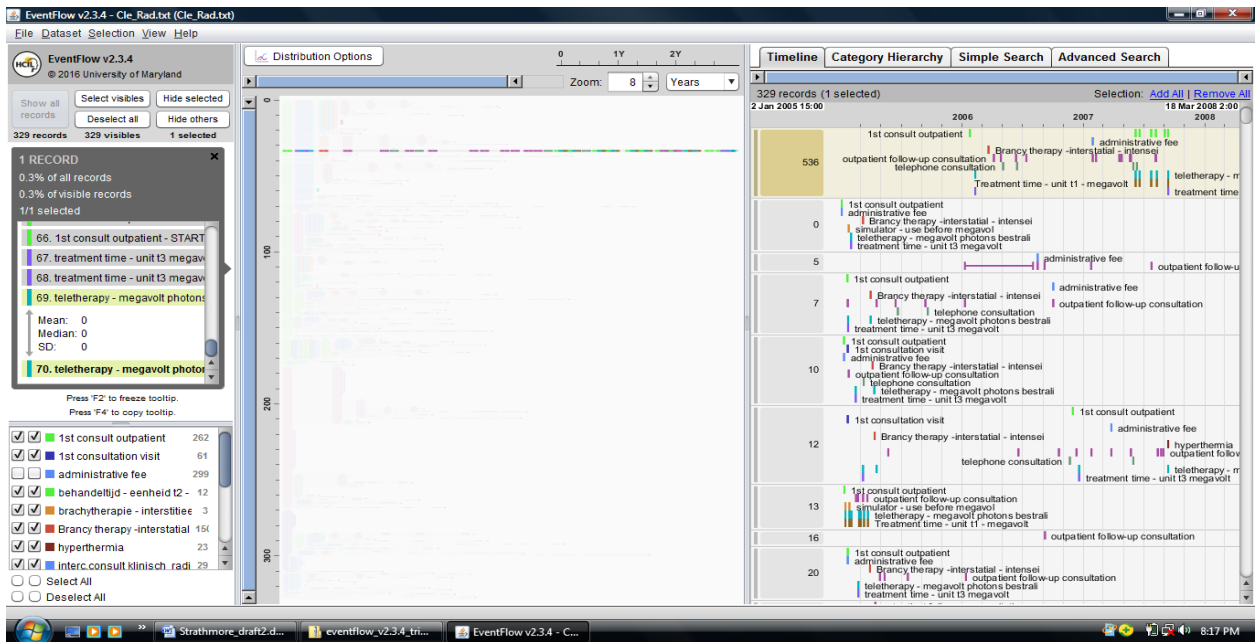 EventFlow v2.3.4 - Cle_Rad.txt (Cle_Rad.txt)
File Dataset Selection View Help
EventFlow v2.3.4
© 2016 University of Maryland
HCIL
Show all records
Select visibles
Hide selected
Deselect all
Hide others
329 records 329 visibles 1 selected
1 RECORD
0.3% of all records
0.3% of visible records
1/1 selected
66. 1st consult outpatient - START
67. treatment time - unit t3 megav
68. treatment time - unit t3 megav
69. teletherapy - megavolt photons
Mean: 0
Median: 0
SD: 0
70. teletherapy - megavolt photor
Press 'F2' to freeze tooltip.
Press 'F4' to copy tooltip.
1st consult outpatient 262
1st consultation visit 61
administrative fee 299
behandeltijd - eenheid t2 - 12
brachytherapie - interstitiee 3
Brancy therapy -interstatial 15(
hyperthermia 23
interc.consult klinisch_radi 29
Select All
Deselect All
Distribution Options
0 1Y 2Y
Zoom: 8 Years
0
100
200
300
Timeline Category Hierarchy Simple Search Advanced Search
329 records (1 selected) Selection: Add All | Remove All
2 Jan 2005 15:00 18 Mar 2008 2:00
2006 2007 2008
536
1st consult outpatient
administrative fee
Brancy therapy -interstatial - intensei
outpatient follow-up consultation
telephone consultation
teletherapy - m
Treatment time - unit t1 - megavolt
treatment time
0
1st consult outpatient
administrative fee
Brancy therapy -interstatial - intensei
simulator - use before megavol
teletherapy - megavolt photons bestrali
treatment time - unit t3 megavolt
5
administrative fee
outpatient follow-u
7
1st consult outpatient
administrative fee
Brancy therapy -interstatial - intensei
outpatient follow-up consultation
telephone consultation
teletherapy - megavolt photons bestrali
treatment time - unit t3 megavolt
10
1st consult outpatient
1st consultation visit
administrative fee
Brancy therapy -interstatial - intensei
outpatient follow-up consultation
telephone consultation
teletherapy - megavolt photons bestrali
treatment time - unit t3 megavolt
12
1st consult outpatient
1st consultation visit
administrative fee
Brancy therapy -interstatial - intensei
hyperthermia
outpatient follow
telephone consultation
teletherapy - m
treatment time - unit t3 megavolt
13
1st consult outpatient
outpatient follow-up consultation
simulator - use before megavol
teletherapy - megavolt photons bestrali
Treatment time - unit t1 - megavolt
16
outpatient follow-up consultation
20
1st consult outpatient
administrative fee
Brancy therapy -interstatial - intensei
outpatient follow-up consultation
teletherapy - megavolt photons bestrali
treatment time - unit t3 megavolt
Strathmore_draft2.d...
eventflow_v2.3.4_tri...
EventFlow v2.3.4 - C...
8:17 PM